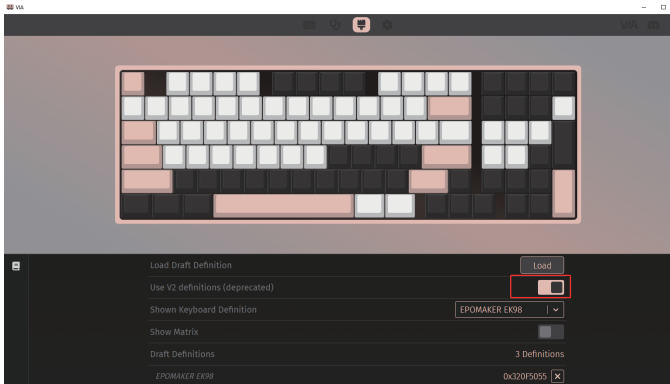 VIA
VIA
Load Draft Definition
Load
Use V2 definitions (deprecated)
Shown Keyboard Definition
EPOMAKER EK98
Show Matrix
Draft Definitions
3 Definitions
EPOMAKER EK98
0x320F5055